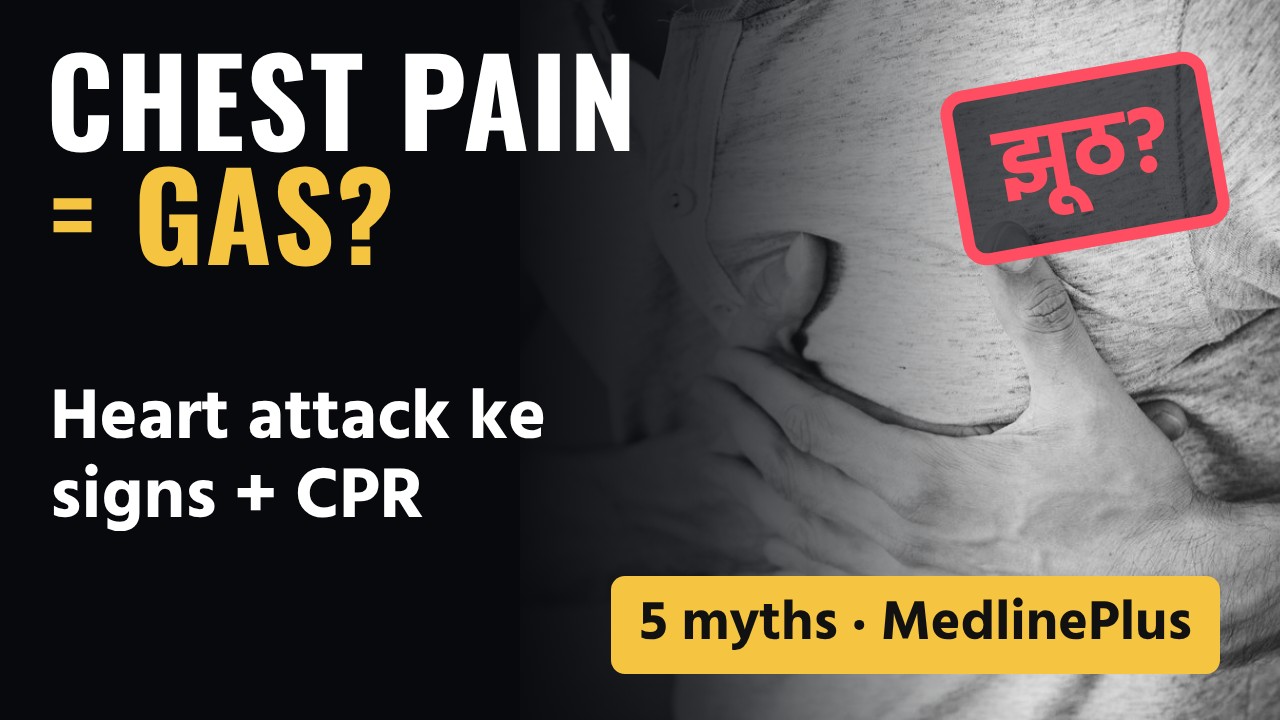 CHEST PAIN
= GAS?
झूठ?
Heart attack ke
signs + CPR
5 myths · MedlinePlus